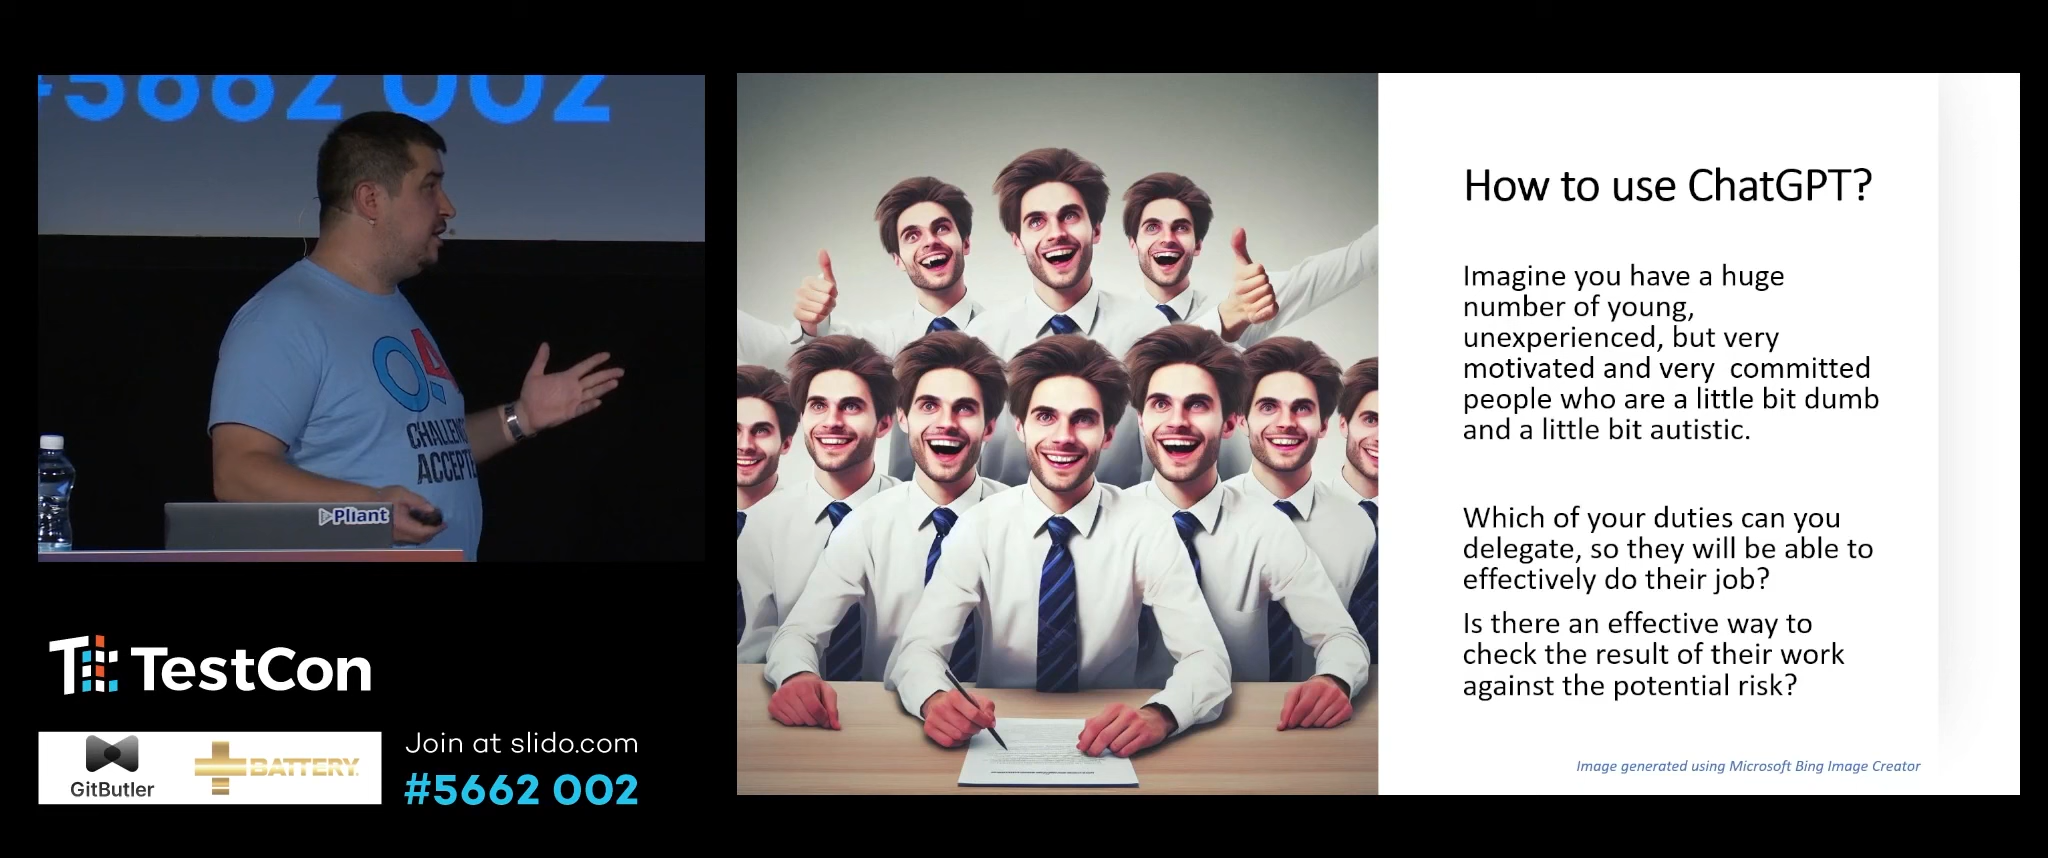 #5662 002
CHALLENGE
ACCEPTE
Pliant
TestCon
GitButler
BATTERY
Join at slido.com
#5662 002
How to use ChatGPT?
Imagine you have a huge
number of young,
unexperienced, but very
motivated and very committed
people who are a little bit dumb
and a little bit autistic.
Which of your duties can you
delegate, so they will be able to
effectively do their job?
Is there an effective way to
check the result of their work
against the potential risk?
Image generated using Microsoft Bing Image Creator